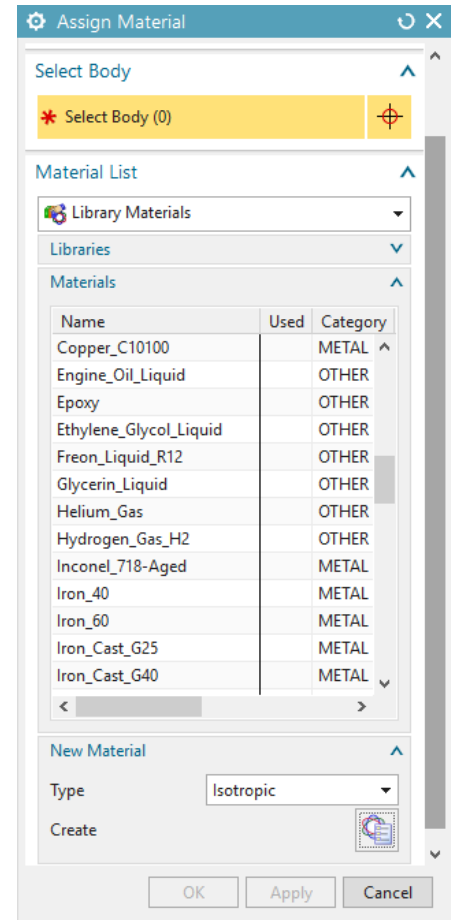 Assign Material
Select Body
* Select Body (0)
Material List
Library Materials
Libraries
Materials
Name Used Category
Copper_C10100 METAL
Engine_Oil_Liquid OTHER
Epoxy OTHER
Ethylene_Glycol_Liquid OTHER
Freon_Liquid_R12 OTHER
Glycerin_Liquid OTHER
Helium_Gas OTHER
Hydrogen_Gas_H2 OTHER
Inconel_718-Aged METAL
Iron_40 METAL
Iron_60 METAL
Iron_Cast_G25 METAL
Iron_Cast_G40 METAL
New Material
Type Isotropic
Create
OK Apply Cancel